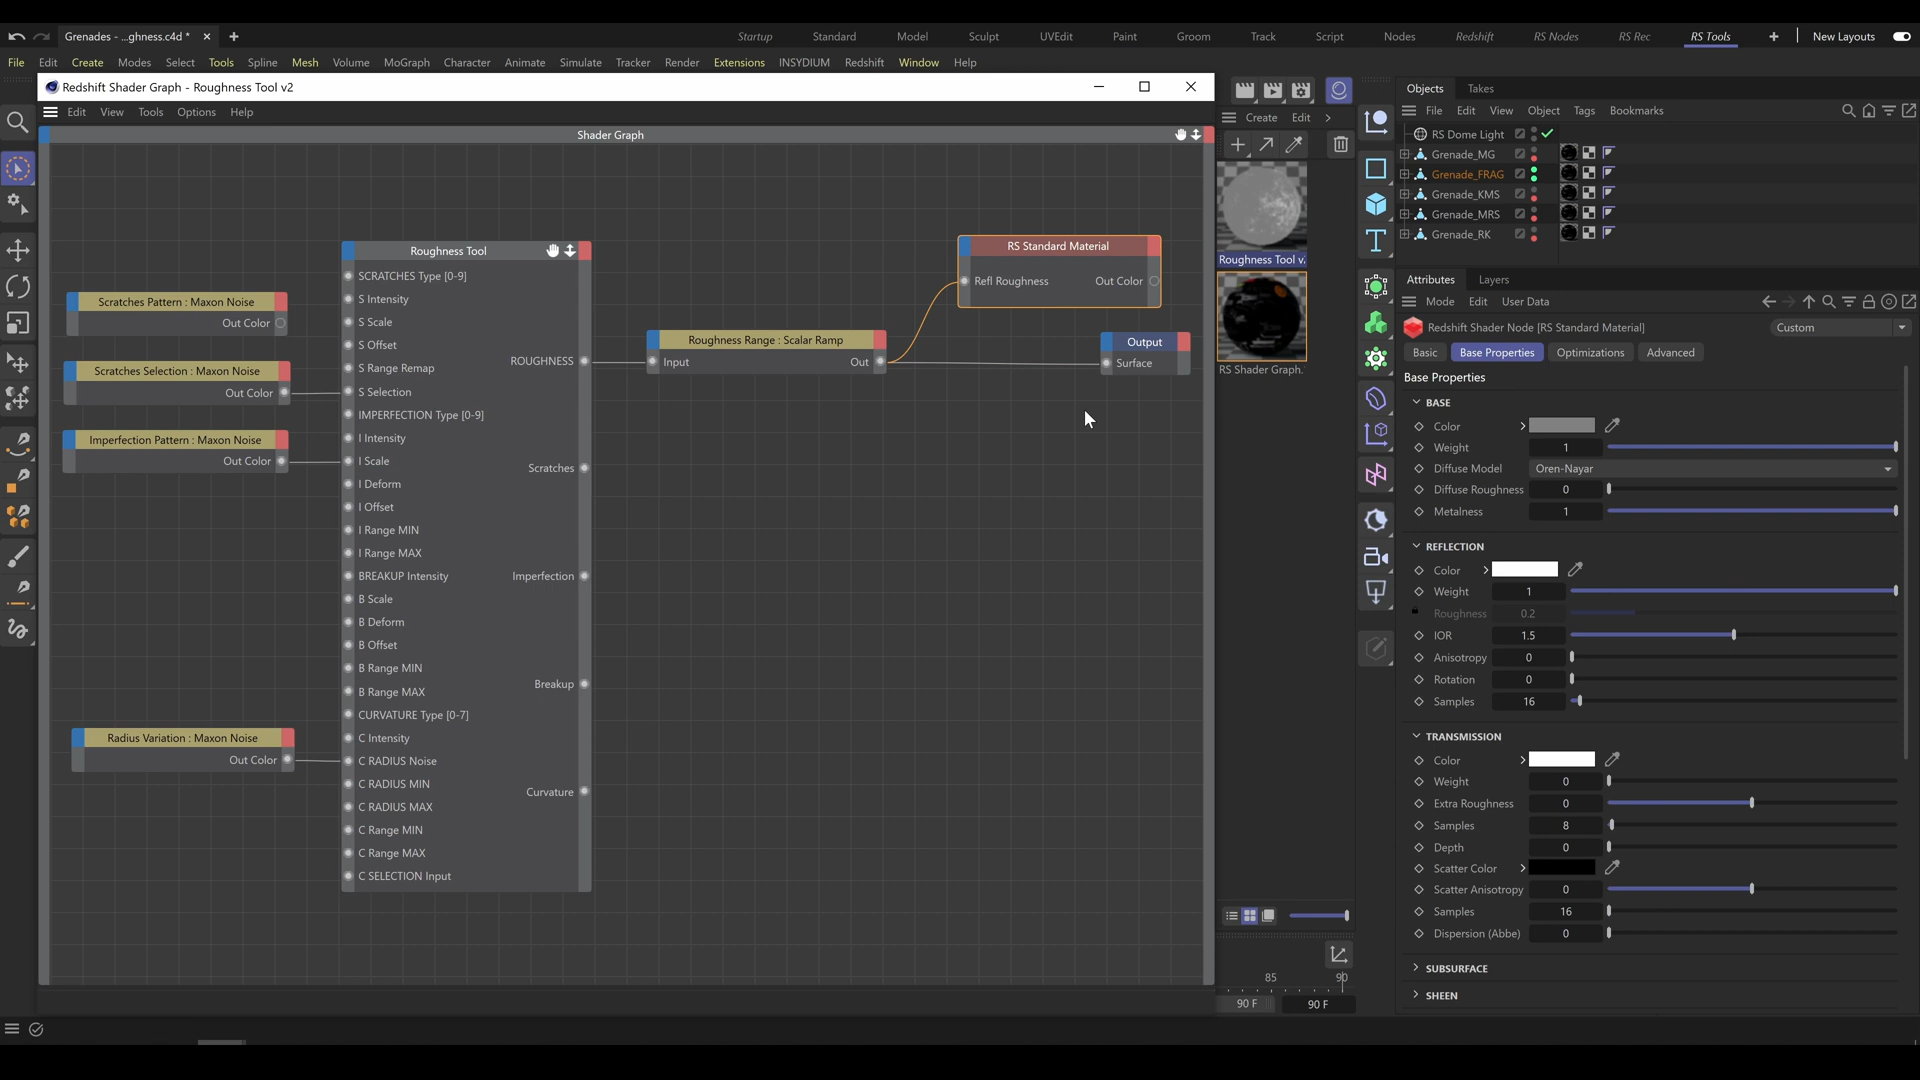 Grenades - ...ghness.c4d *
Startup Standard Model Sculpt UVEdit Paint Groom Track Script Nodes Redshift RS Nodes RS Rec RS Tools New Layouts
File Edit Create Modes Select Tools Spline Mesh Volume MoGraph Character Animate Simulate Tracker Render Extensions INSYDIUM Redshift Window Help
Redshift Shader Graph - Roughness Tool v2
Edit View Tools Options Help
Shader Graph
Scratches Pattern : Maxon Noise
Out Color
Scratches Selection : Maxon Noise
Out Color
Imperfection Pattern : Maxon Noise
Out Color
Radius Variation : Maxon Noise
Out Color
Roughness Tool
SCRATCHES Type [0-9]
S Intensity
S Scale
S Offset
S Range Remap
S Selection
IMPERFECTION Type [0-9]
I Intensity
I Scale
I Deform
I Offset
I Range MIN
I Range MAX
BREAKUP Intensity
B Scale
B Deform
B Offset
B Range MIN
B Range MAX
CURVATURE Type [0-7]
C Intensity
C RADIUS Noise
C RADIUS MIN
C RADIUS MAX
C Range MIN
C Range MAX
C SELECTION Input
ROUGHNESS
Scratches
Imperfection
Breakup
Curvature
Roughness Range : Scalar Ramp
Input Out
RS Standard Material
Refl Roughness Out Color
Output
Surface
Create Edit
Roughness Tool v.
RS Shader Graph.
85 90
90 F 90 F
Objects Takes
File Edit View Object Tags Bookmarks
RS Dome Light
Grenade_MG
Grenade_FRAG
Grenade_KMS
Grenade_MRS
Grenade_RK
Attributes Layers
Mode Edit User Data
Redshift Shader Node [RS Standard Material]
Custom
Basic Base Properties Optimizations Advanced
Base Properties
BASE
Color
Weight 1
Diffuse Model Oren-Nayar
Diffuse Roughness 0
Metalness 1
REFLECTION
Color
Weight 1
Roughness 0.2
IOR 1.5
Anisotropy 0
Rotation 0
Samples 16
TRANSMISSION
Color
Weight 0
Extra Roughness 0
Samples 8
Depth 0
Scatter Color
Scatter Anisotropy 0
Samples 16
Dispersion (Abbe) 0
SUBSURFACE
SHEEN